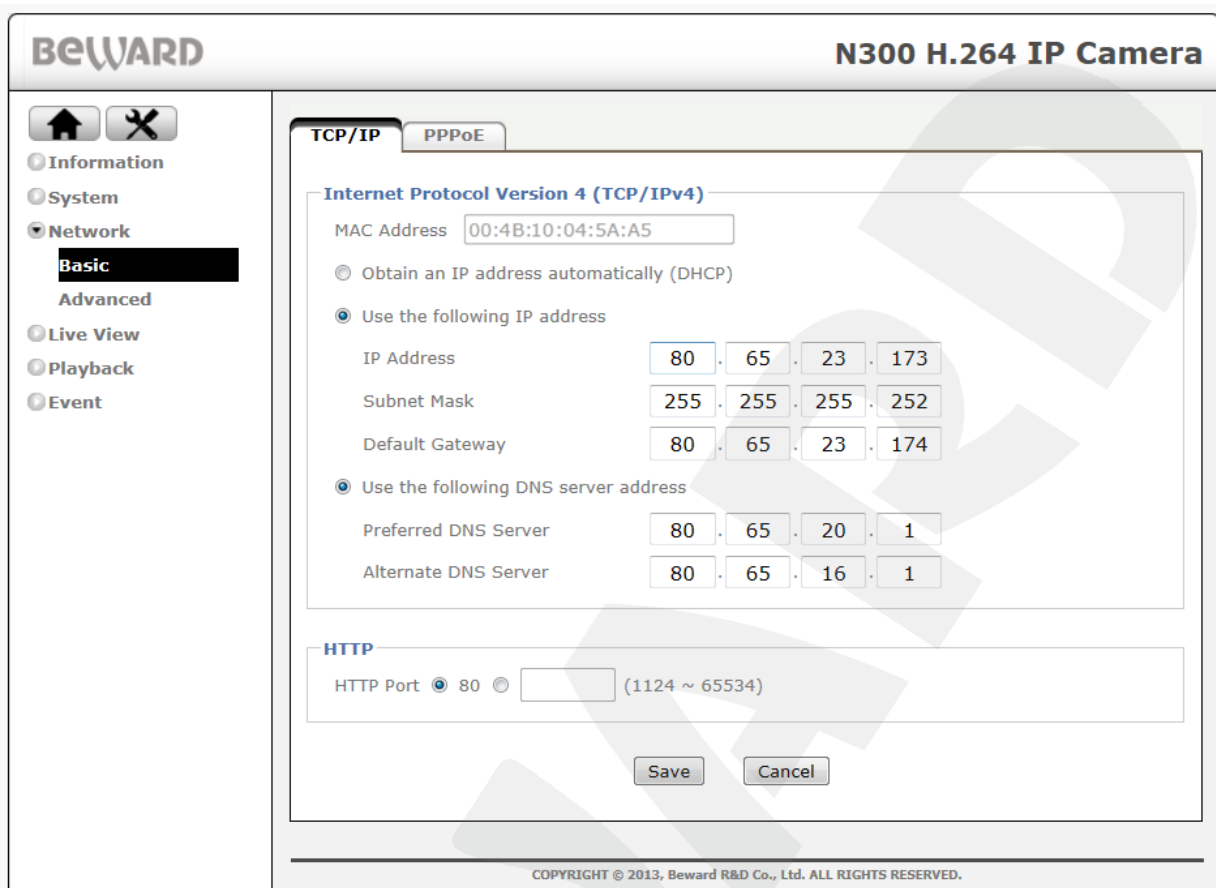 BEWARD
N300 H.264 IP Camera
Information
System
Network
Basic
Advanced
Live View
Playback
Event
TCP/IP PPPoE
Internet Protocol Version 4 (TCP/IPv4)
MAC Address 00:4B:10:04:5A:A5
Obtain an IP address automatically (DHCP)
Use the following IP address
IP Address 80 . 65 . 23 . 173
Subnet Mask 255 . 255 . 255 . 252
Default Gateway 80 . 65 . 23 . 174
Use the following DNS server address
Preferred DNS Server 80 . 65 . 20 . 1
Alternate DNS Server 80 . 65 . 16 . 1
HTTP
HTTP Port 80 (1124 ~ 65534)
Save Cancel
COPYRIGHT © 2013, Beward R&D Co., Ltd. ALL RIGHTS RESERVED.